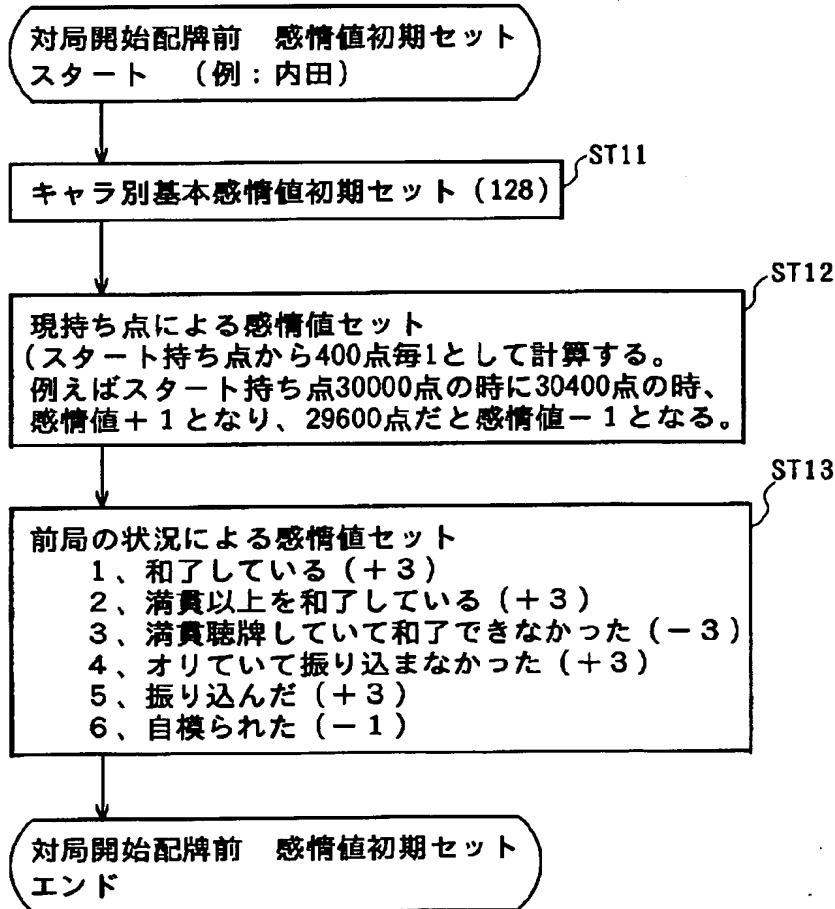 対局開始配牌前　感情値初期セット
スタート　（例：内田）
ST11
キャラ別基本感情値初期セット（128）
ST12
現持ち点による感情値セット
（スタート持ち点から400点毎1として計算する。
例えばスタート持ち点30000点の時に30400点の時、
感情値＋１となり、29600点だと感情値－１となる。
ST13
前局の状況による感情値セット
１、和了している（＋３）
２、満貫以上を和了している（＋３）
３、満貫聴牌していて和了できなかった（－３）
４、オリていて振り込まなかった（＋３）
５、振り込んだ（＋３）
６、自模られた（－１）
対局開始配牌前　感情値初期セット
エンド